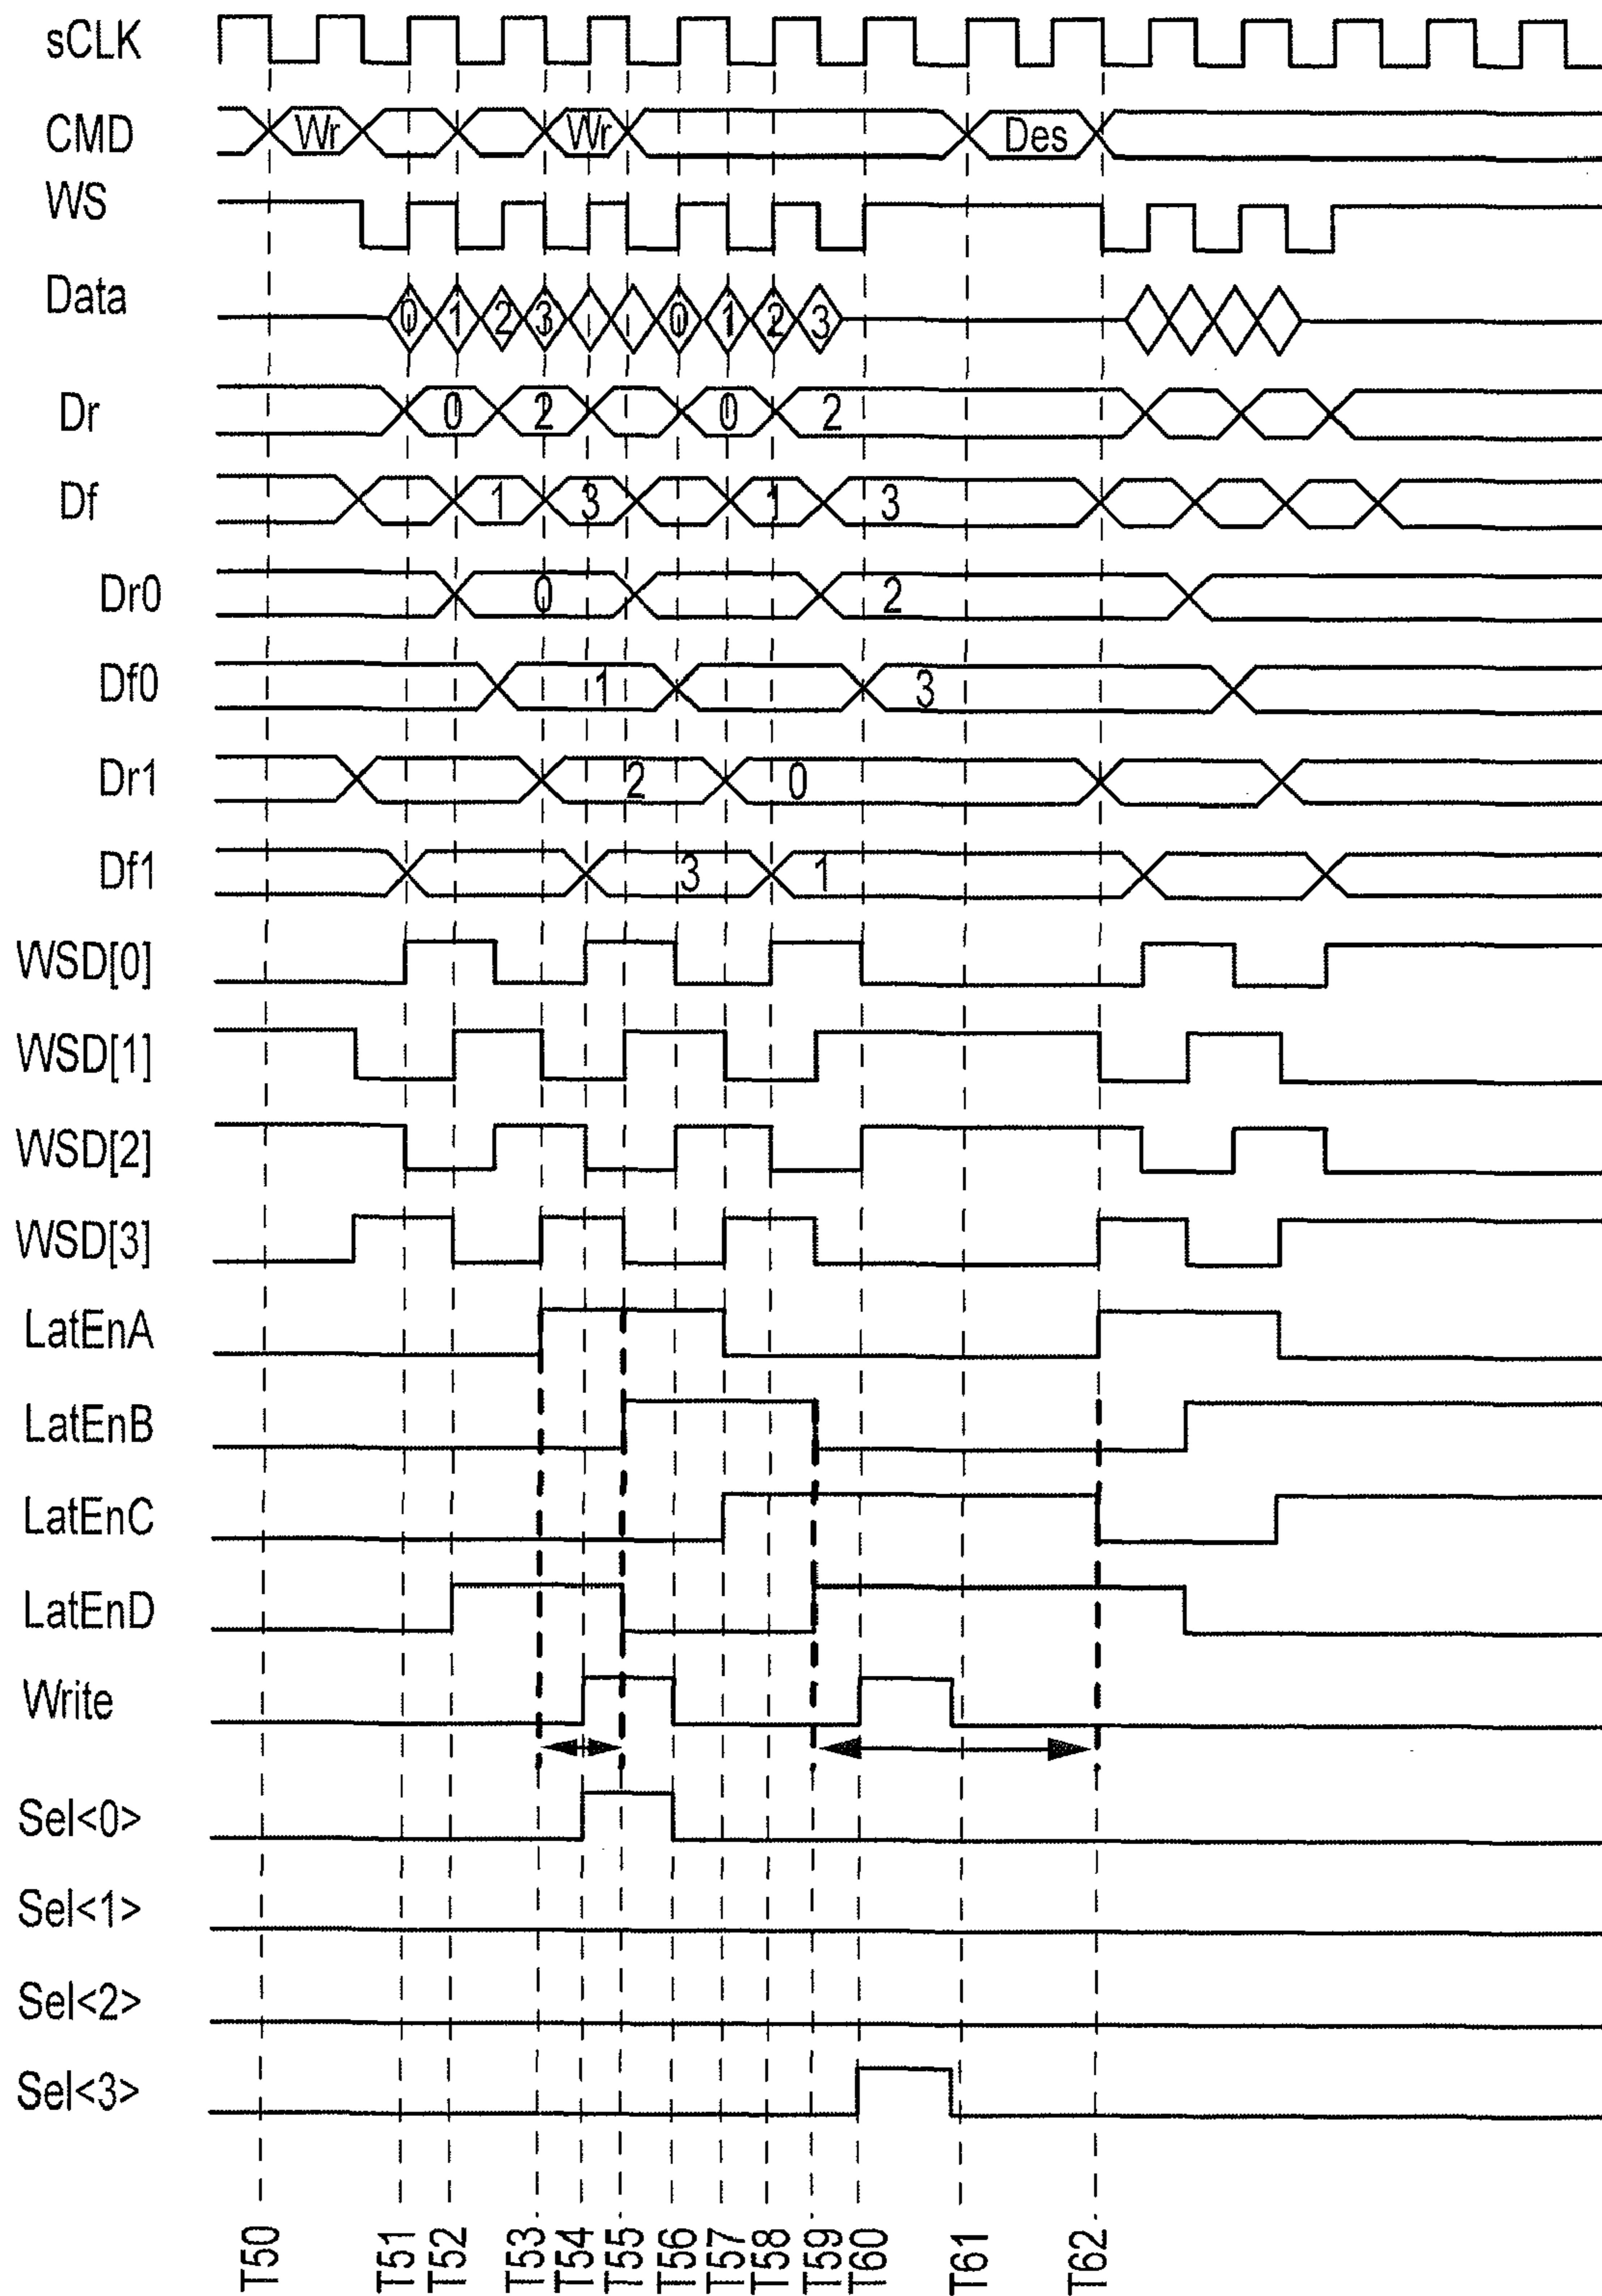 sCLK
CMD Wr Wr Des
WS
Data 0 1 2 3 0 1 2 3
Dr 0 2 0 2
Df 1 3 1 3
Dr0 0 2
Df0 1 3
Dr1 2 0
Df1 3 1
WSD[0]
WSD[1]
WSD[2]
WSD[3]
LatEnA
LatEnB
LatEnC
LatEnD
Write
Sel<0>
Sel<1>
Sel<2>
Sel<3>
T50 T51 T52 T53 T54 T55 T56 T57 T58 T59 T60 T61 T62